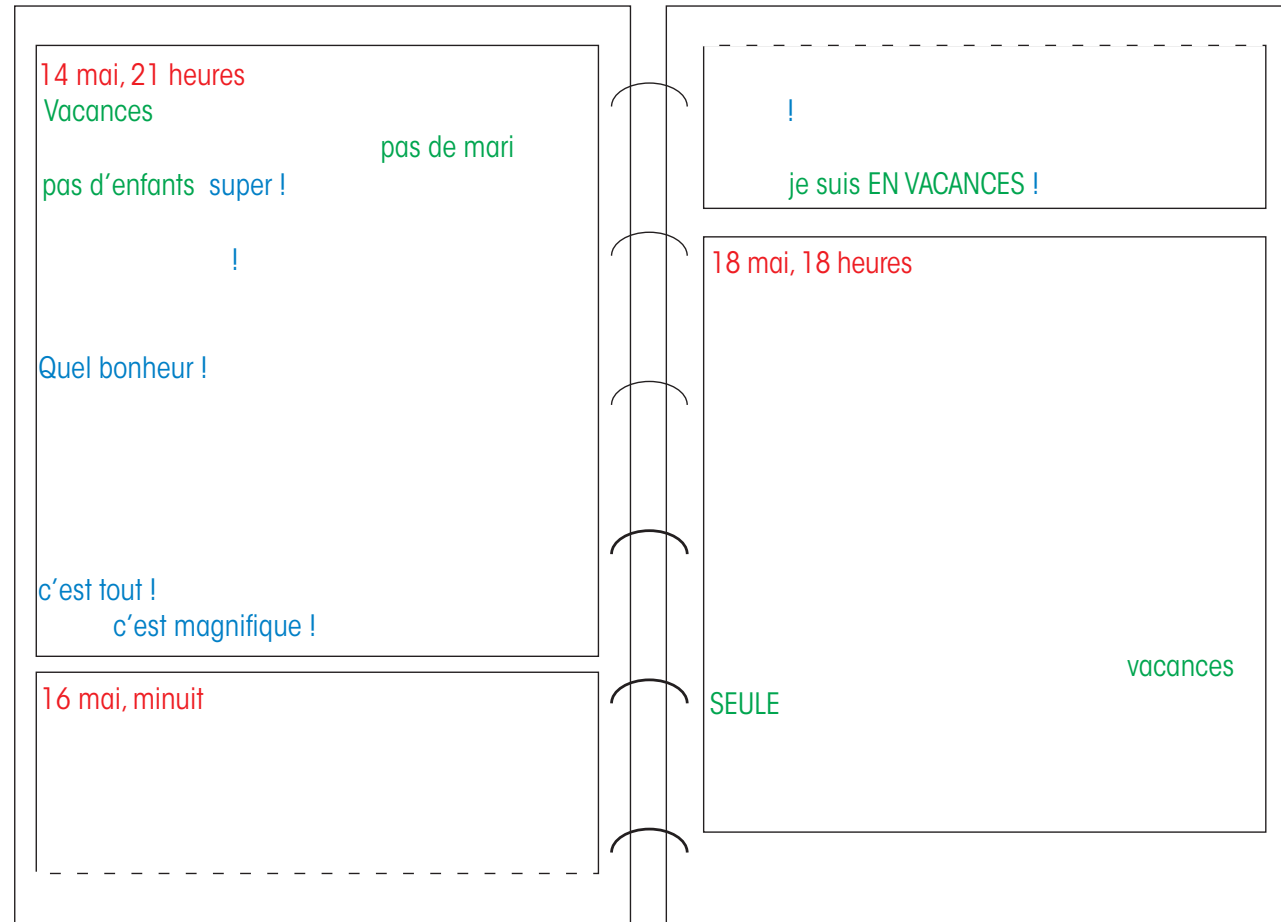 14 mai, 21 heures
Vacances
pas de mari
pas d'enfants super !
!
Quel bonheur !
c'est tout !
c'est magnifique !
16 mai, minuit
!
je suis EN VACANCES !
18 mai, 18 heures
vacances
SEULE